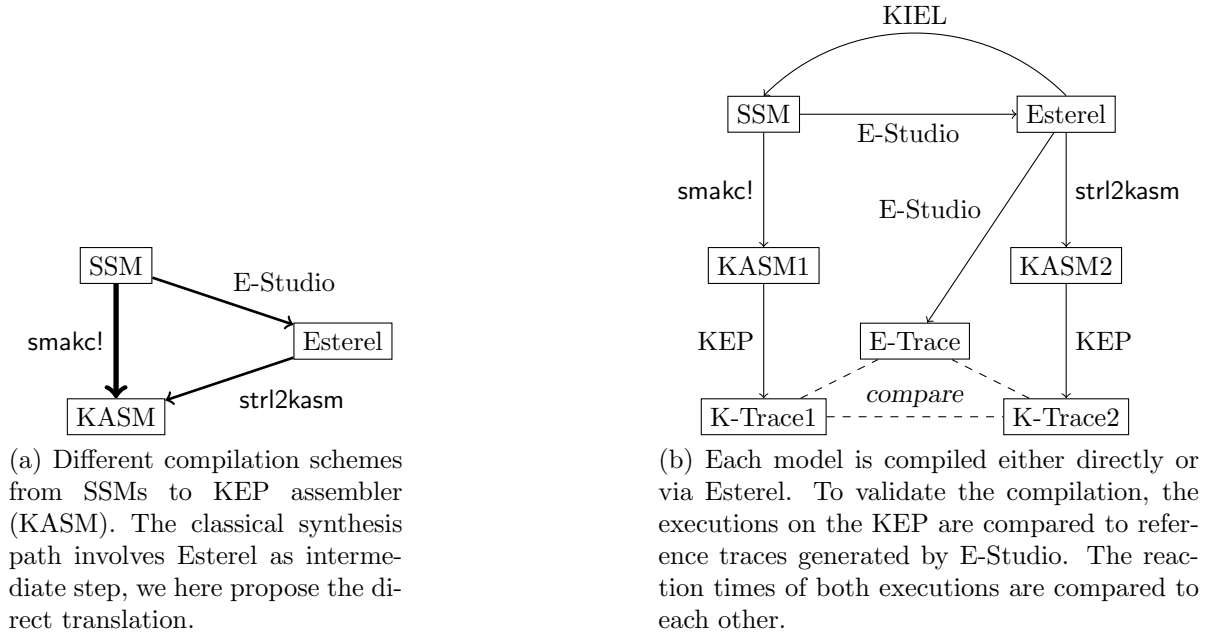 SSM
E-Studio
smakc!
Esterel
strl2kasm
KASM
(a) Different compilation schemes
from SSMs to KEP assembler
(KASM). The classical synthesis
path involves Esterel as interme-
diate step, we here propose the di-
rect translation.
KIEL
SSM
Esterel
E-Studio
smakc!
strl2kasm
E-Studio
KASM1
KASM2
KEP
E-Trace
KEP
compare
K-Trace1
K-Trace2
(b) Each model is compiled either directly or
via Esterel. To validate the compilation, the
executions on the KEP are compared to refer-
ence traces generated by E-Studio. The reac-
tion times of both executions are compared to
each other.